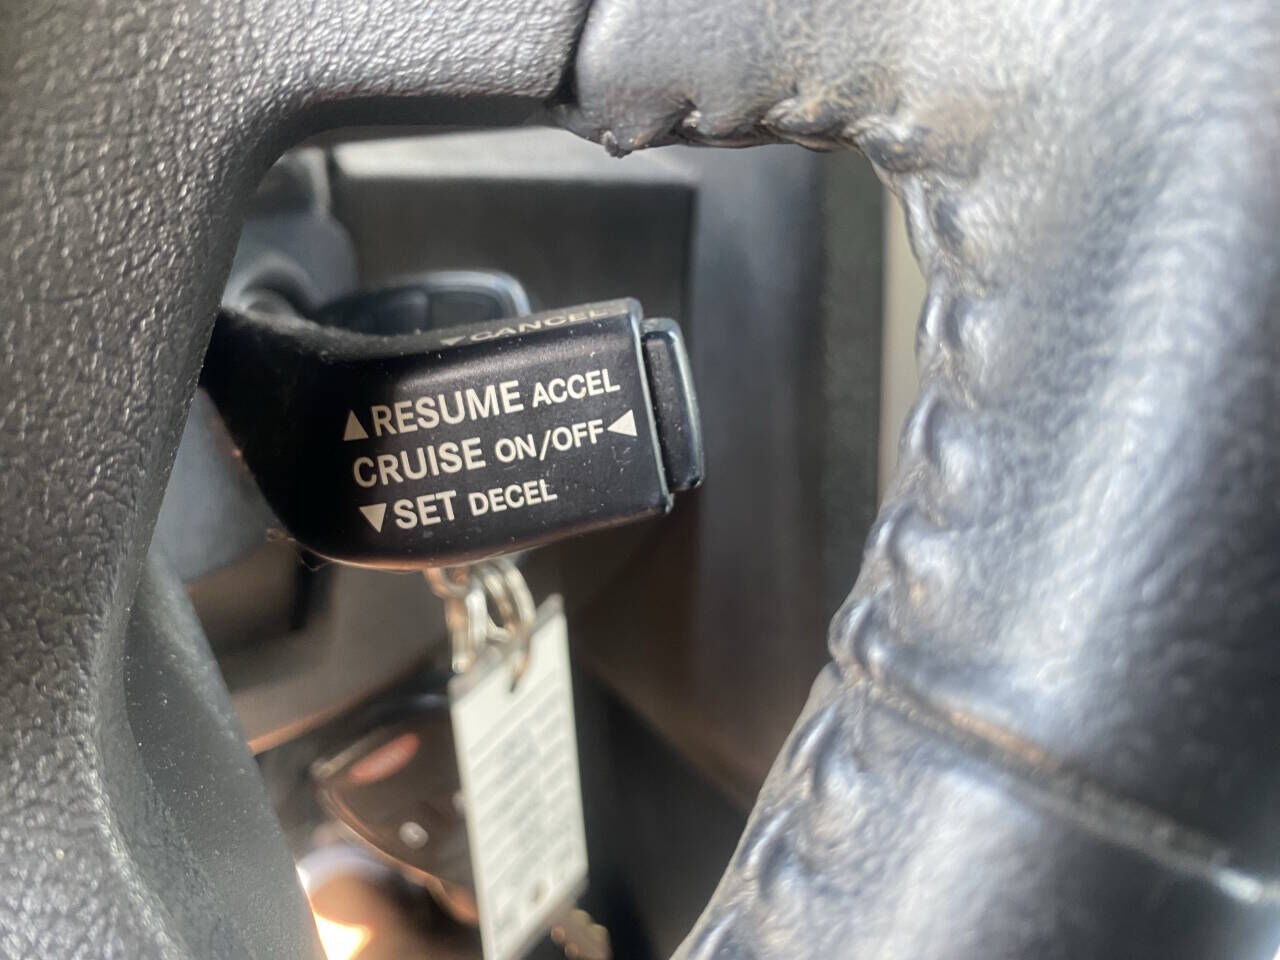 ▼CANCEL
▲RESUME ACCEL
CRUISE ON/OFF◀
▼SET DECEL